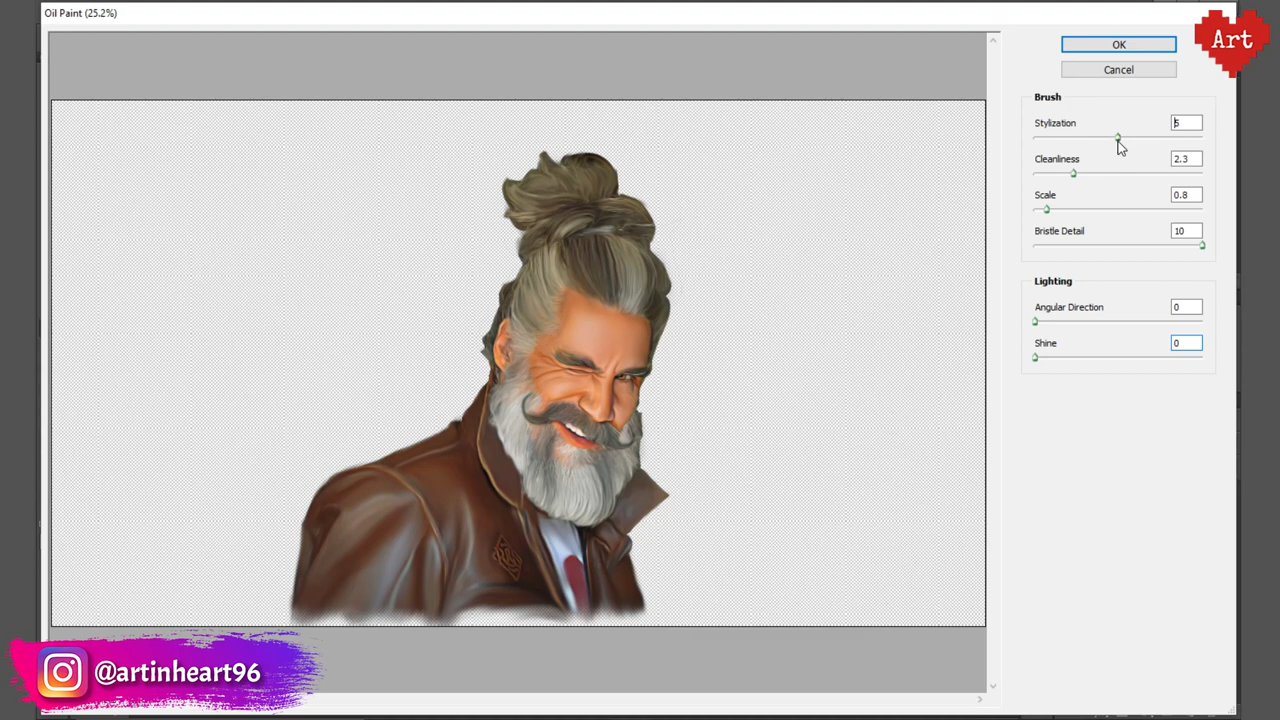 Oil Paint (25.2%)
Art
OK
Cancel
Brush
Stylization 5
Cleanliness 2.3
Scale 0.8
Bristle Detail 10
Lighting
Angular Direction 0
Shine 0
@artinheart96